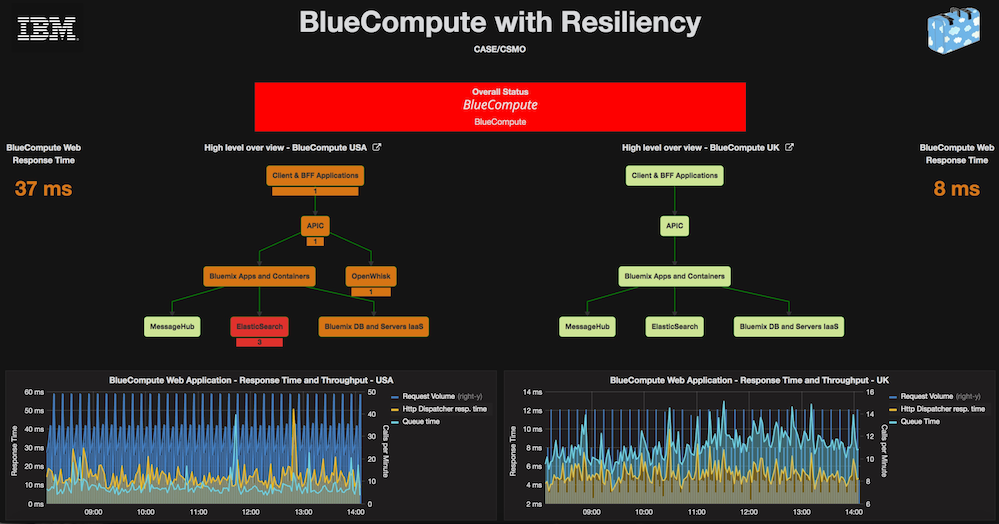 IBM
BlueCompute with Resiliency
CASE/CSMO
Overall Status
BlueCompute
BlueCompute
BlueCompute Web
Response Time
37 ms
High level over view - BlueCompute USA
Client & BFF Applications
1
APIC
1
Bluemix Apps and Containers
OpenWhisk
1
MessageHub
ElasticSearch
3
Bluemix DB and Servers IaaS
High level over view - BlueCompute UK
Client & BFF Applications
APIC
Bluemix Apps and Containers
MessageHub
ElasticSearch
Bluemix DB and Servers IaaS
BlueCompute Web
Response Time
8 ms
BlueCompute Web Application - Response Time and Throughput - USA
Response Time
60 ms
50 ms
40 ms
30 ms
20 ms
10 ms
0 ms
50
40
30
20
10
0
Calls per Minute
09:00
10:00
11:00
12:00
13:00
14:00
Request Volume (right-y)
Http Dispatcher resp. time
Queue time
BlueCompute Web Application - Response Time and Throughput - UK
Response Time
14 ms
12 ms
10 ms
8 ms
6 ms
4 ms
2 ms
16
14
12
10
8
6
Calls per Minute
09:00
10:00
11:00
12:00
13:00
14:00
Request Volume (right-y)
Http Dispatcher resp. time
Queue Time